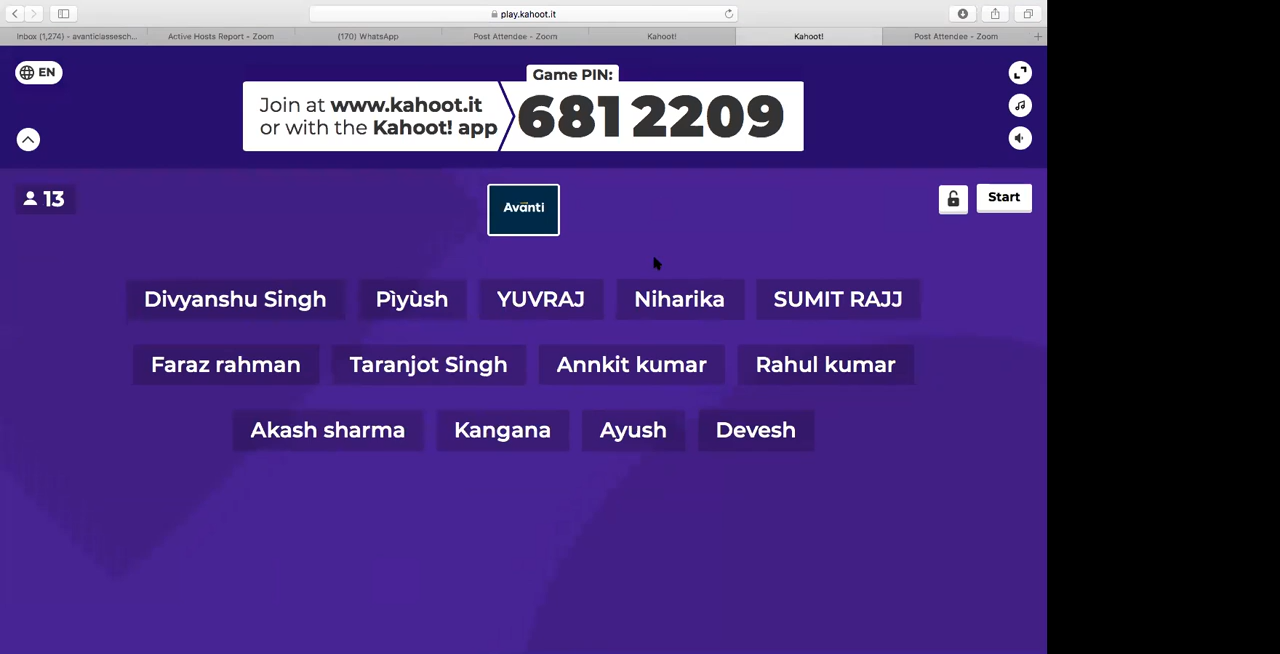 play.kahoot.it
Inbox (1,274) - avanticiassesch...
Active Hosts Report - Zoom
(170) WhatsApp
Post Attendee - Zoom
Kahoot!
Kahoot!
Post Attendee - Zoom
EN
Game PIN:
Join at www.kahoot.it
or with the Kahoot! app
681 2209
13
Avanti
Start
Divyanshu Singh
Pìyùsh
YUVRAJ
Niharika
SUMIT RAJJ
Faraz rahman
Taranjot Singh
Annkit kumar
Rahul kumar
Akash sharma
Kangana
Ayush
Devesh